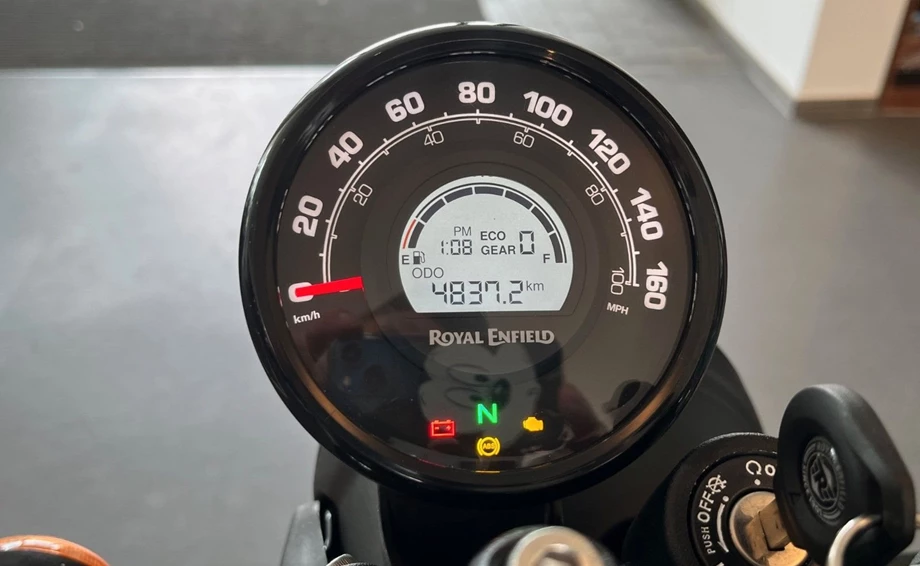 80
60
100
40
120
20
140
0
160
40
60
20
80
100
km/h
MPH
PM
1:08
ECO
GEAR 0
E
F
ODO
4837.2 km
ROYAL ENFIELD
N
ABS
OFF
PUSH